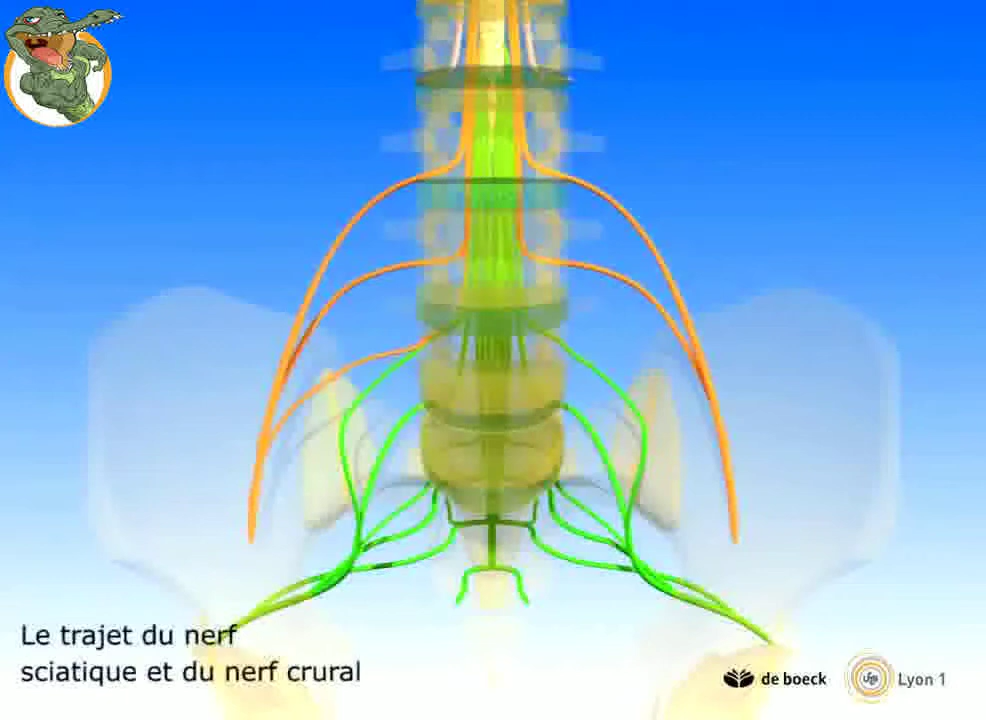 Le trajet du nerf
sciatique et du nerf crural
de boeck
Lyon 1